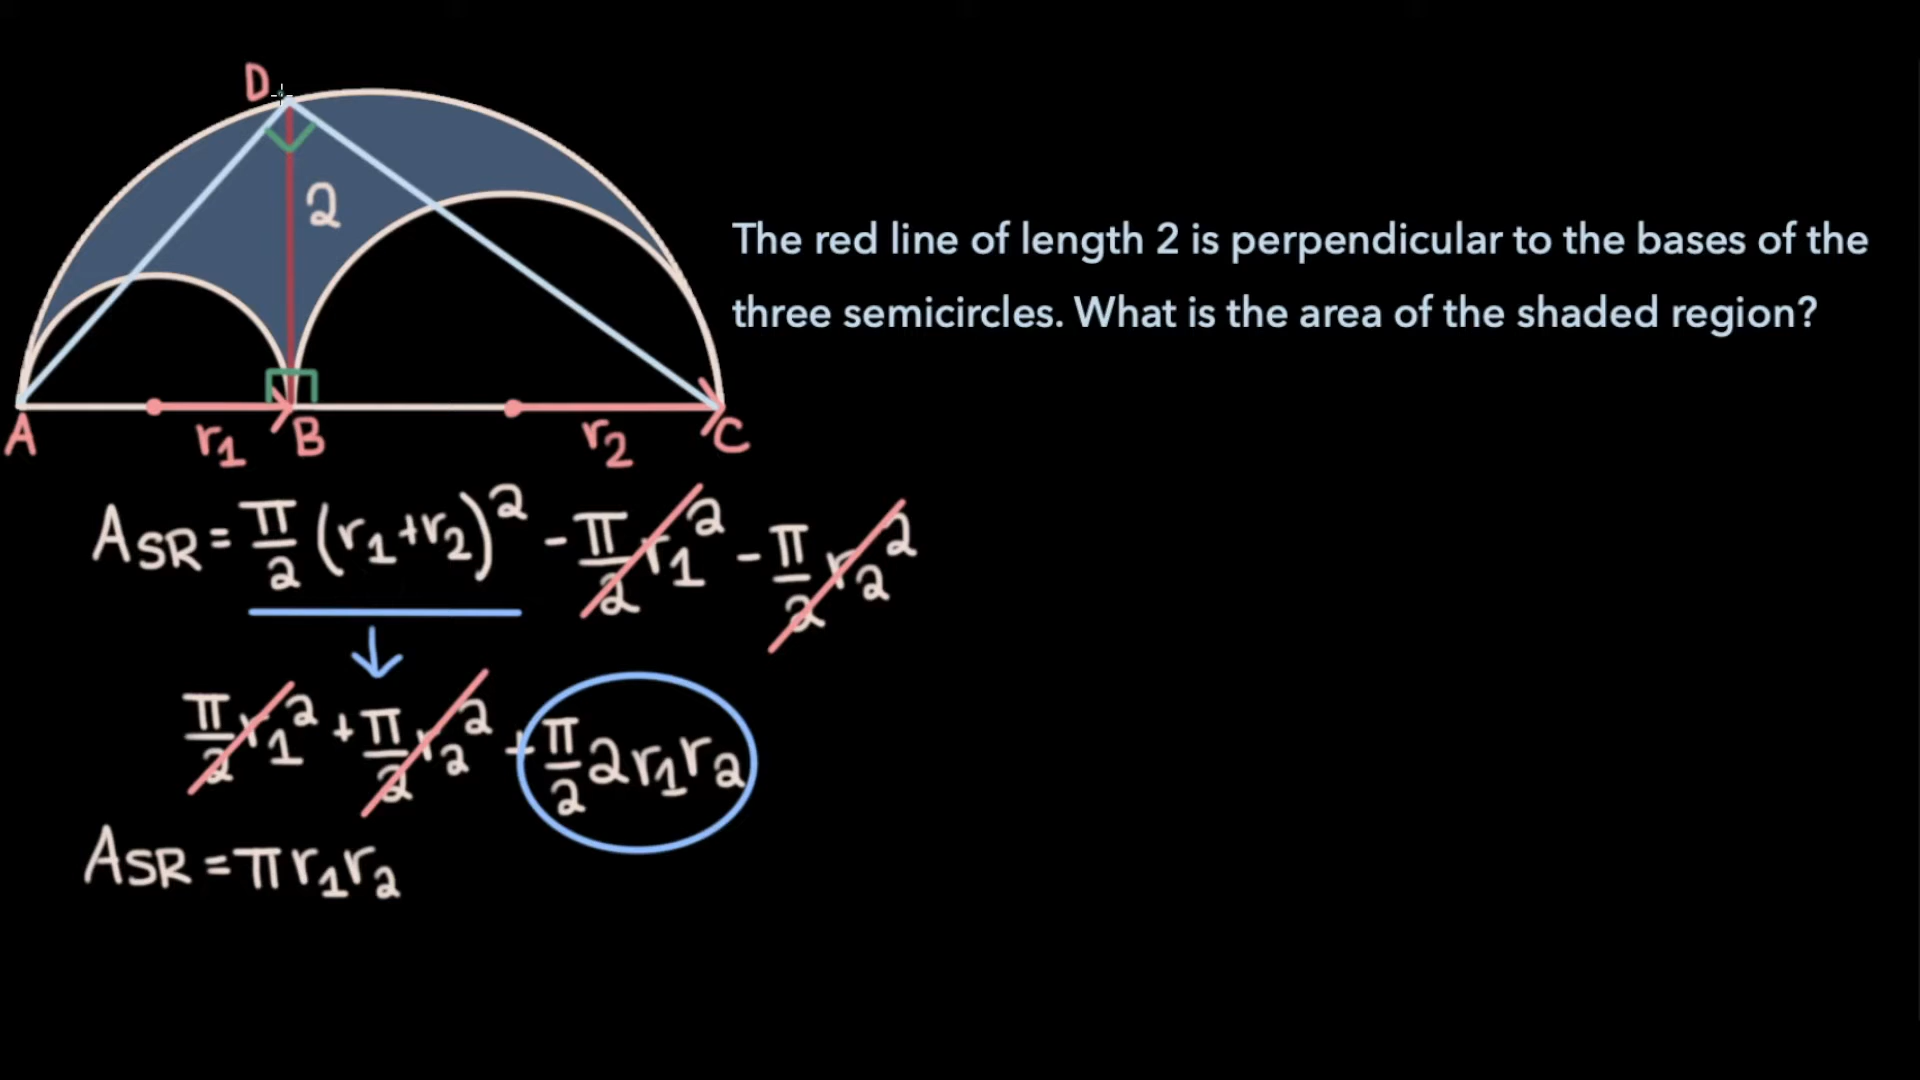 D
2
The red line of length 2 is perpendicular to the bases of the
three semicircles. What is the area of the shaded region?
A r₁ B r₂ C
A_SR = π/2 (r₁+r₂)² - π/2 r₁² - π/2 r₂²
π/2 r₁² + π/2 r₂² + π/2 2r₁r₂
A_SR = πr₁r₂